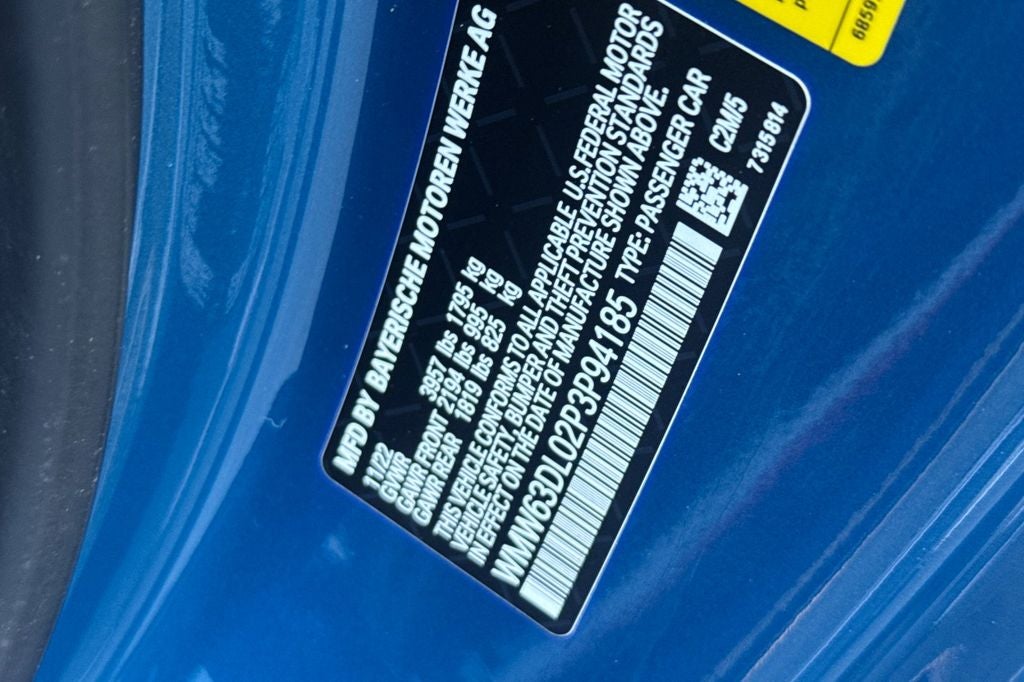 MFD BY BAYERISCHE MOTOREN WERKE AG
11/22
GVWR 3957 lbs 1795 kg
GAWR FRONT 2194 lbs 995 kg
GAWR REAR 1819 lbs 825 kg
THIS VEHICLE CONFORMS TO ALL APPLICABLE U.S.FEDERAL MOTOR
VEHICLE SAFETY, BUMPER AND THEFT PREVENTION STANDARDS
IN EFFECT ON THE DATE OF MANUFACTURE SHOWN ABOVE.
WMW63DL02P3P94185 TYPE: PASSENGER CAR
C2M/5
7315614